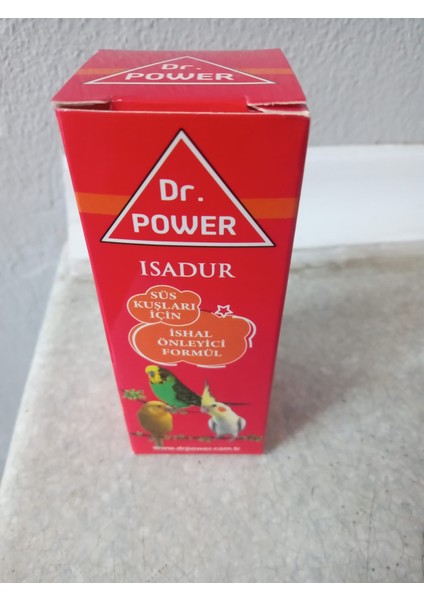 Dr.
POWER
Dr.
POWER
ISADUR
SÜS
KUŞLARI
İÇİN
İSHAL
ÖNLEYİCİ
FORMÜL
www.drpower.com.tr